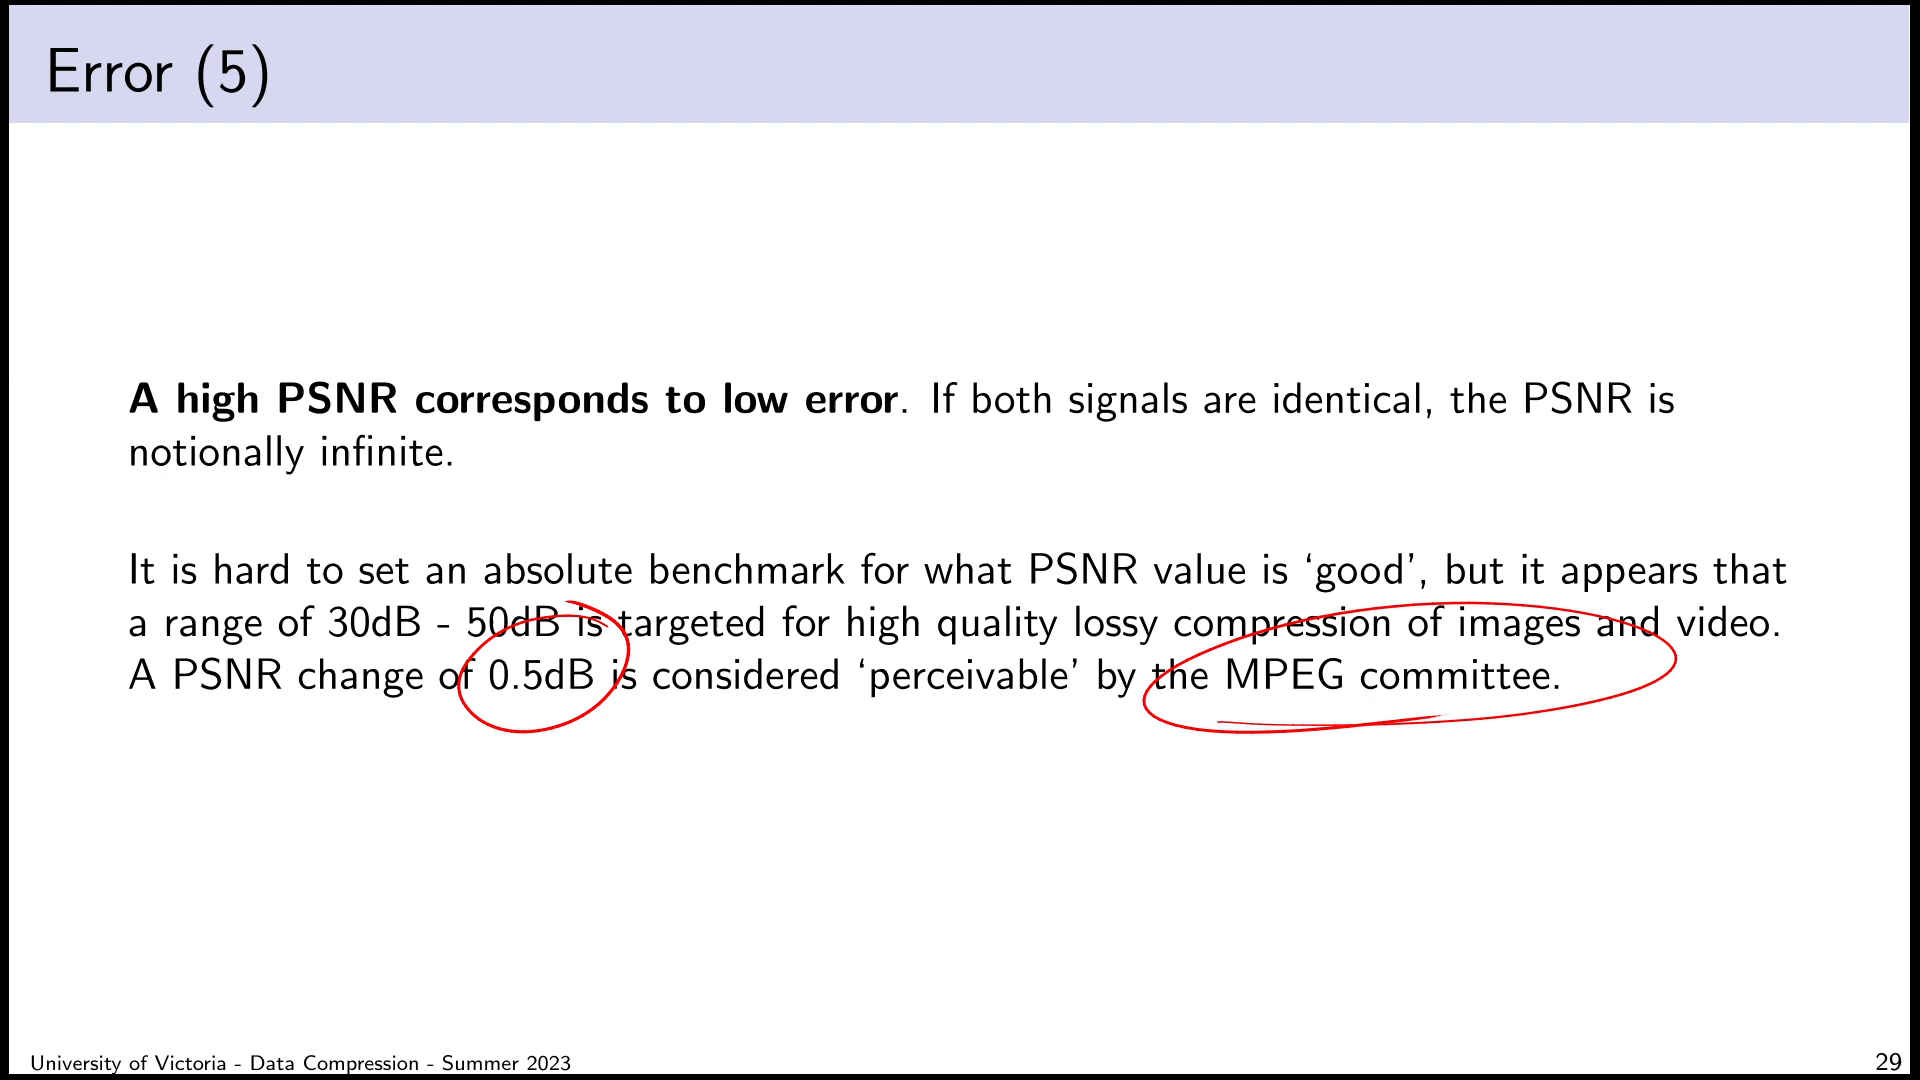 Error (5)
A high PSNR corresponds to low error. If both signals are identical, the PSNR is
notionally infinite.
It is hard to set an absolute benchmark for what PSNR value is ‘good’, but it appears that
a range of 30dB - 50dB is targeted for high quality lossy compression of images and video.
A PSNR change of 0.5dB is considered ‘perceivable’ by the MPEG committee.
University of Victoria - Data Compression - Summer 2023
29